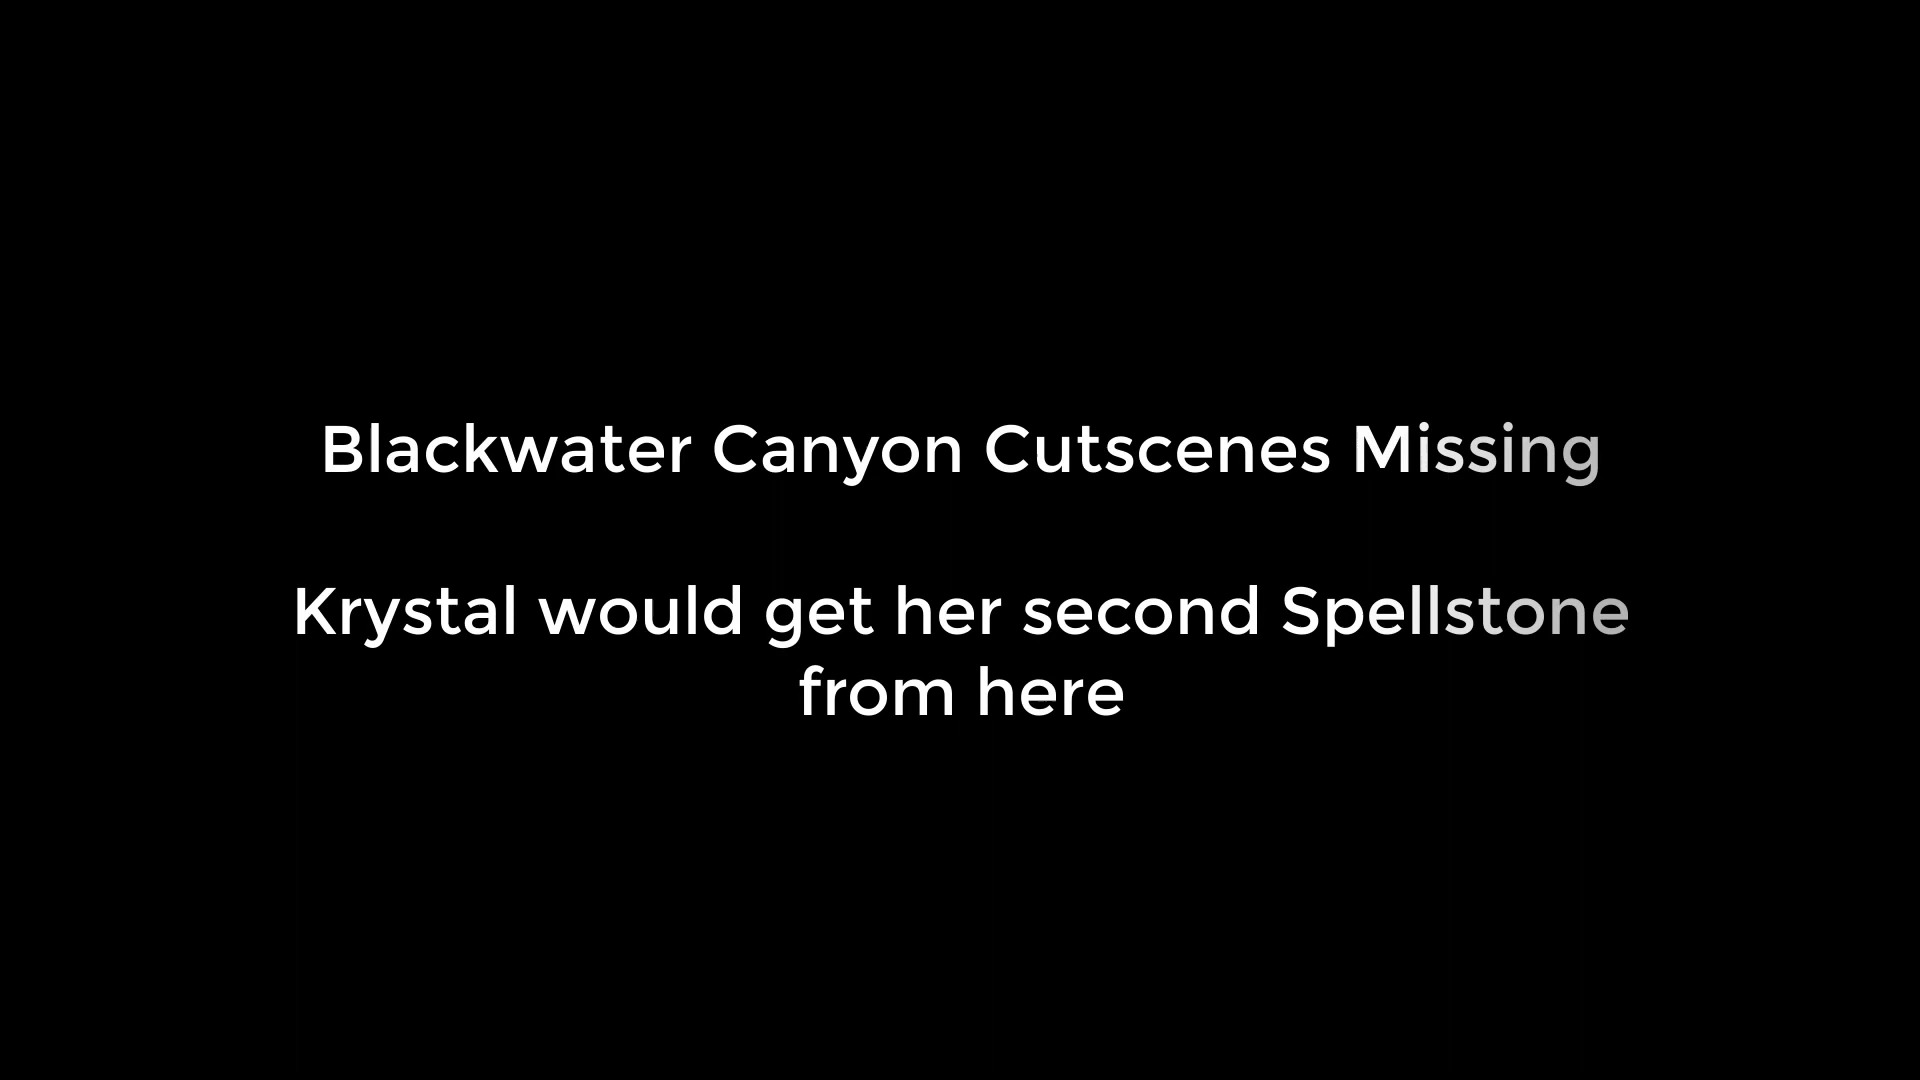 Blackwater Canyon Cutscenes Missing
Krystal would get her second Spellstone
from here